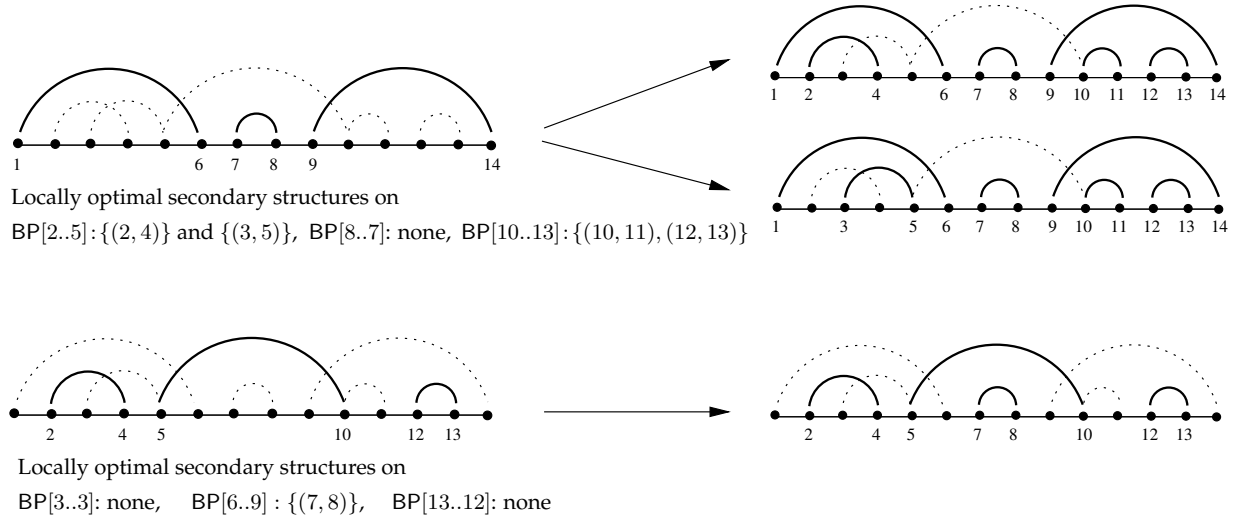 1 2 4 6 7 8 9 10 11 12 13 14
1 6 7 8 9 14
Locally optimal secondary structures on
BP[2..5]:{(2, 4)} and {(3, 5)}, BP[8..7]: none, BP[10..13]:{(10, 11), (12, 13)}
1 3 5 6 7 8 9 10 11 12 13 14
2 4 5 10 12 13
2 4 5 7 8 10 12 13
Locally optimal secondary structures on
BP[3..3]: none, BP[6..9] : {(7, 8)}, BP[13..12]: none